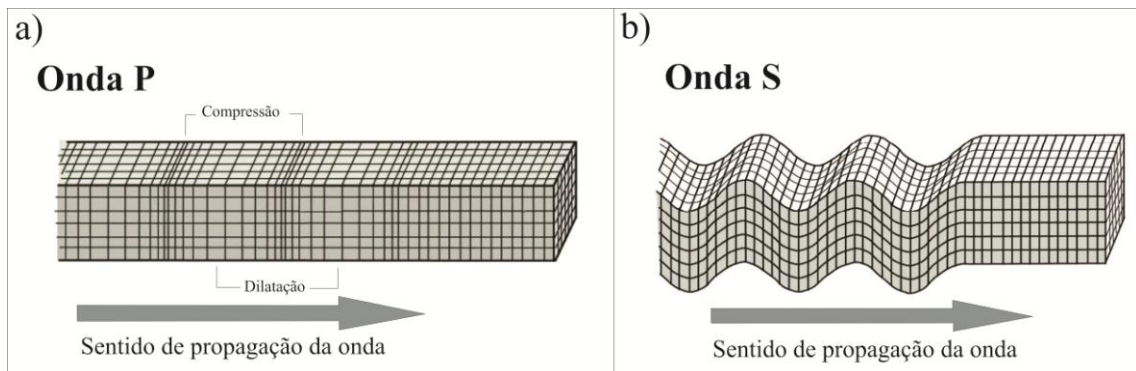 a)
Onda P
Compressão
Dilatação
Sentido de propagação da onda
b)
Onda S
Sentido de propagação da onda